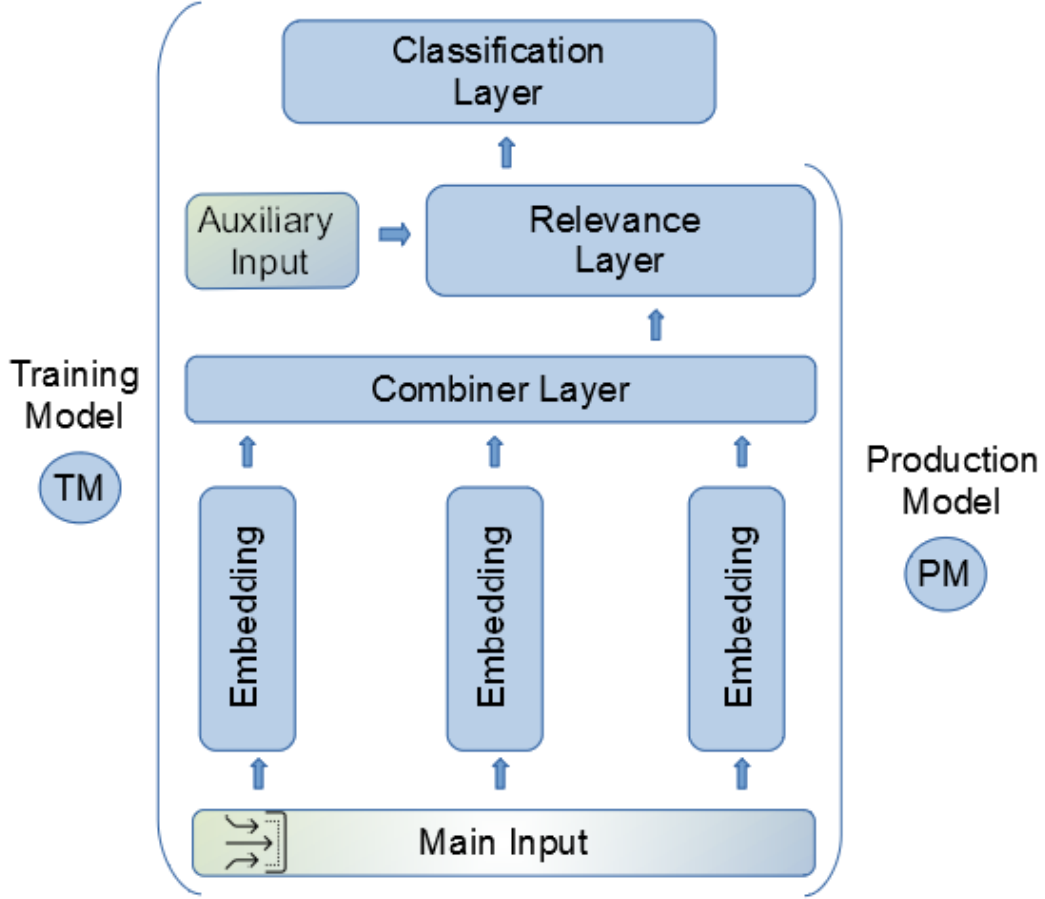 Classification
Layer
Auxiliary
Input
Relevance
Layer
Training
Model
TM
Combiner Layer
Production
Model
PM
Embedding
Embedding
Embedding
Main Input